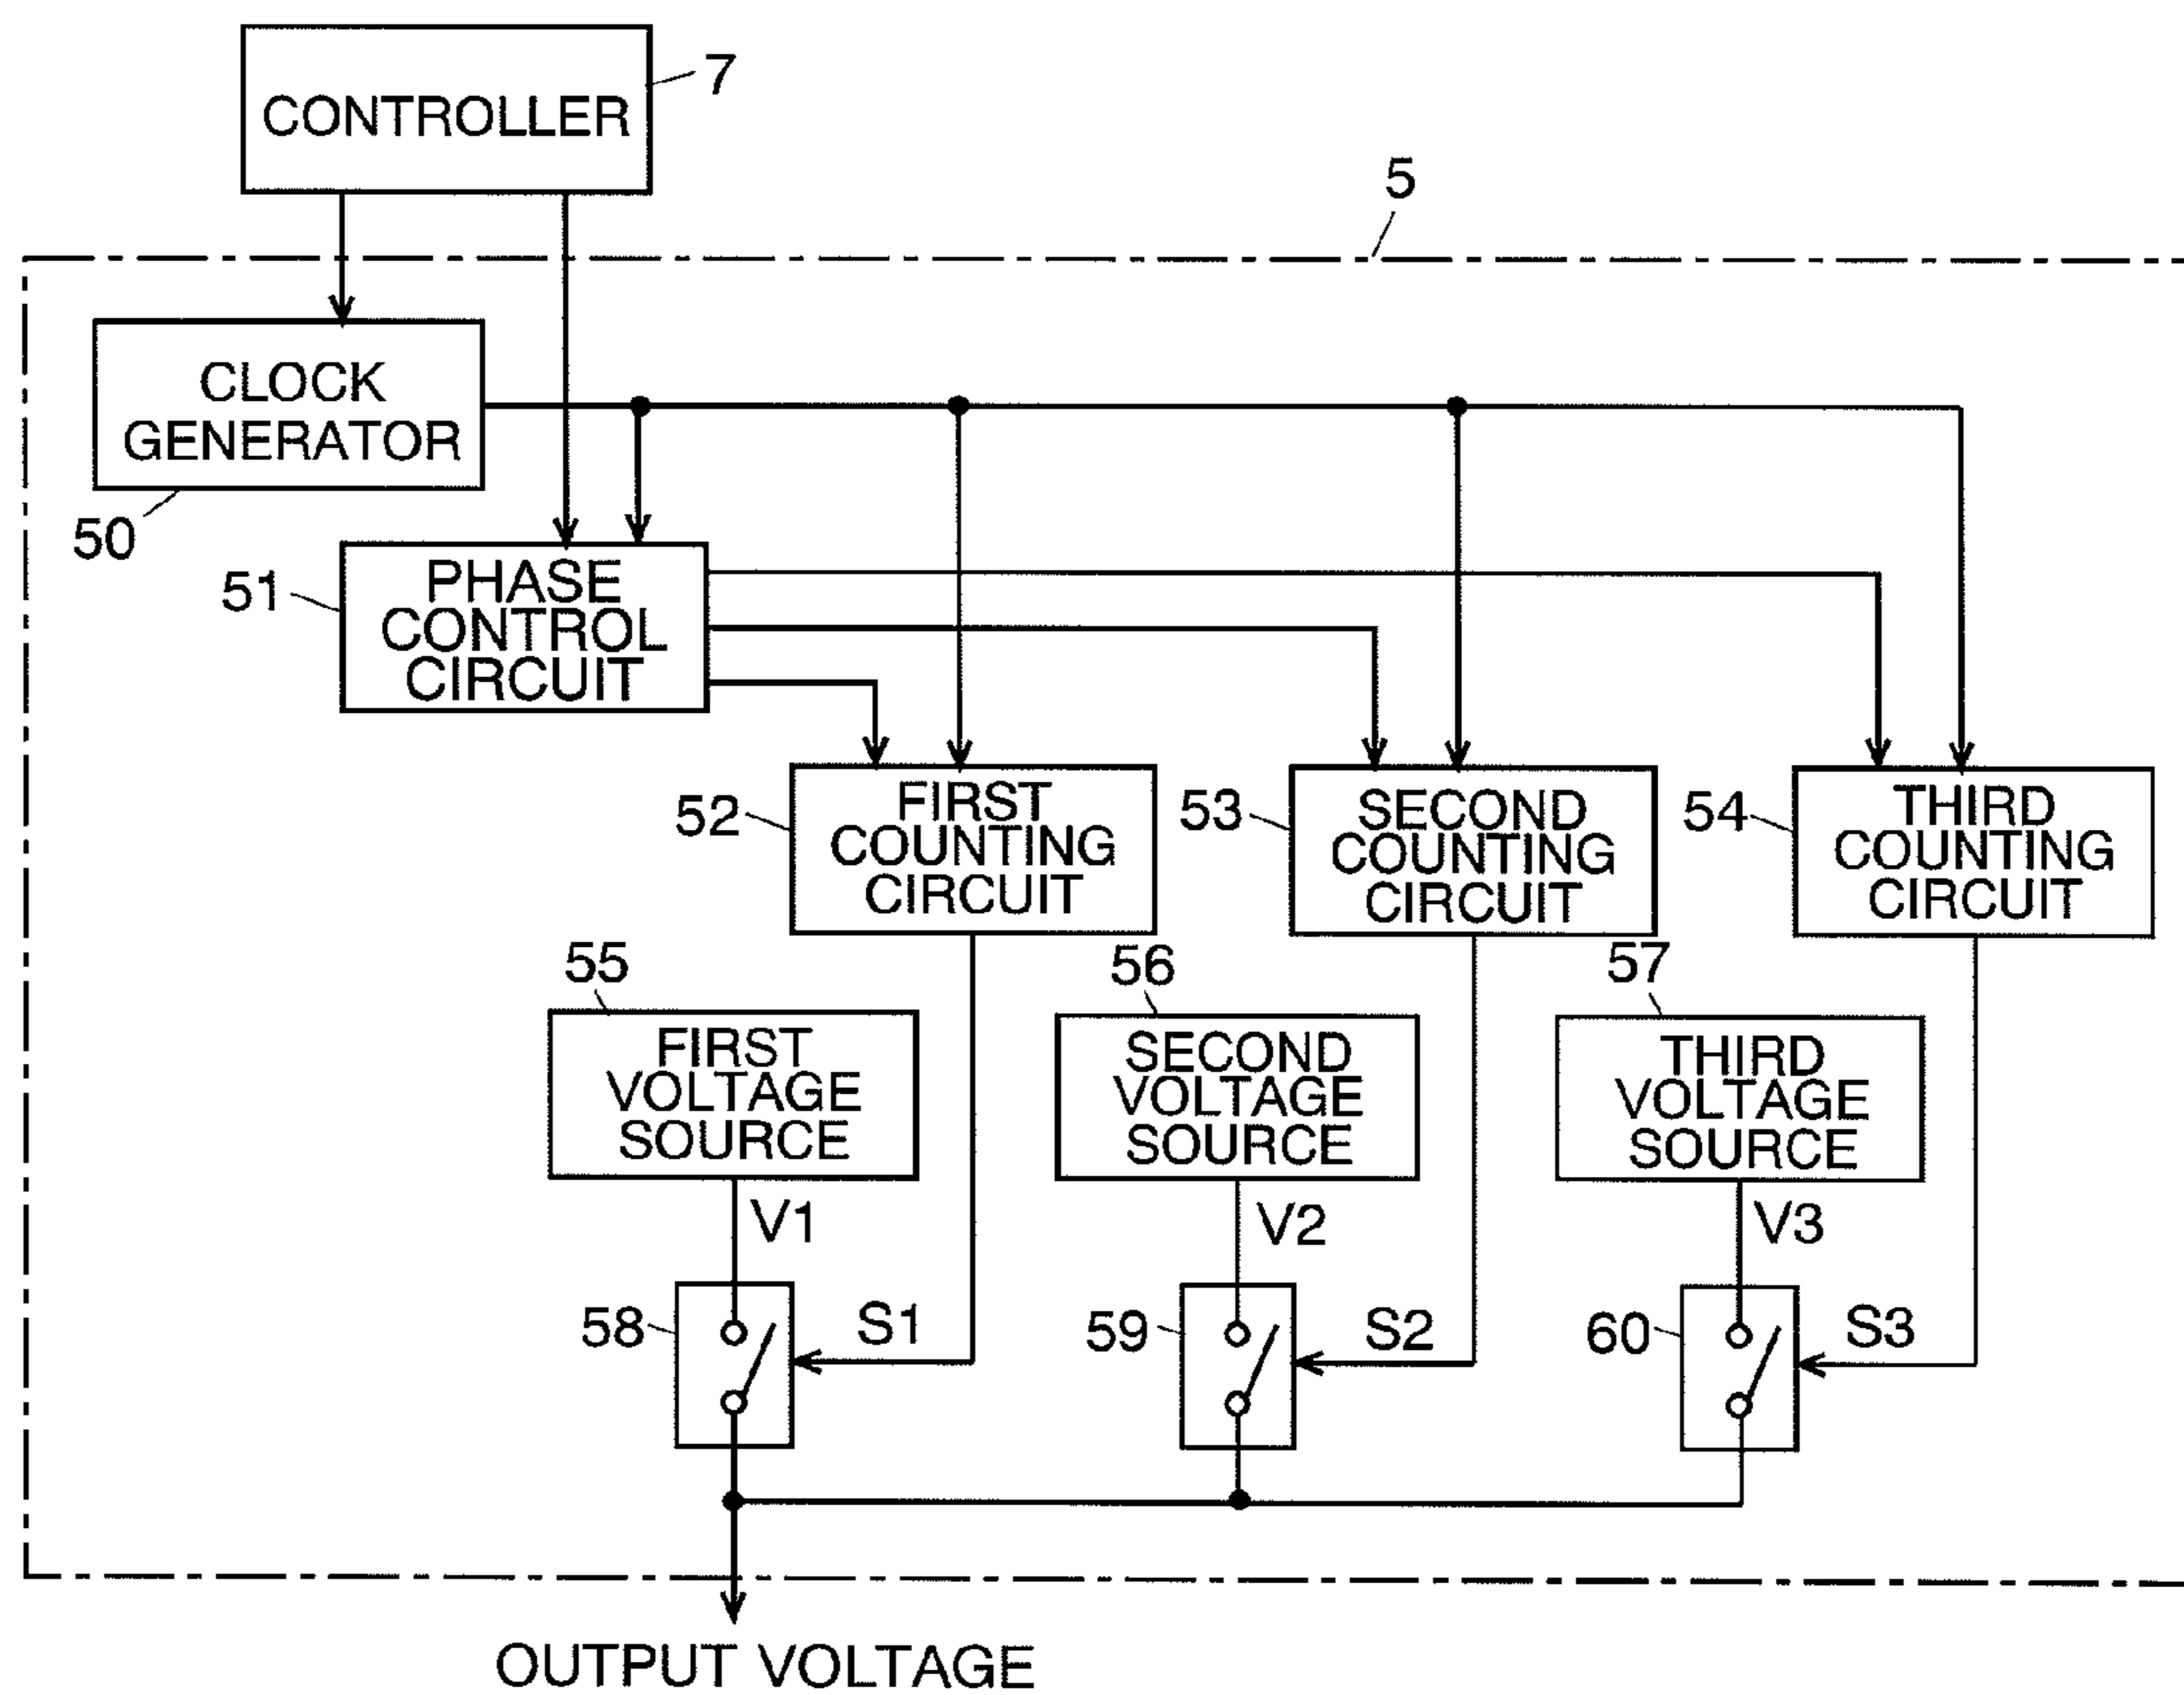 CONTROLLER
7
5
CLOCK
GENERATOR
50
51
PHASE
CONTROL
CIRCUIT
52
FIRST
COUNTING
CIRCUIT
53
SECOND
COUNTING
CIRCUIT
54
THIRD
COUNTING
CIRCUIT
55
FIRST
VOLTAGE
SOURCE
56
SECOND
VOLTAGE
SOURCE
57
THIRD
VOLTAGE
SOURCE
V1
V2
V3
58
S1
59
S2
60
S3
OUTPUT VOLTAGE